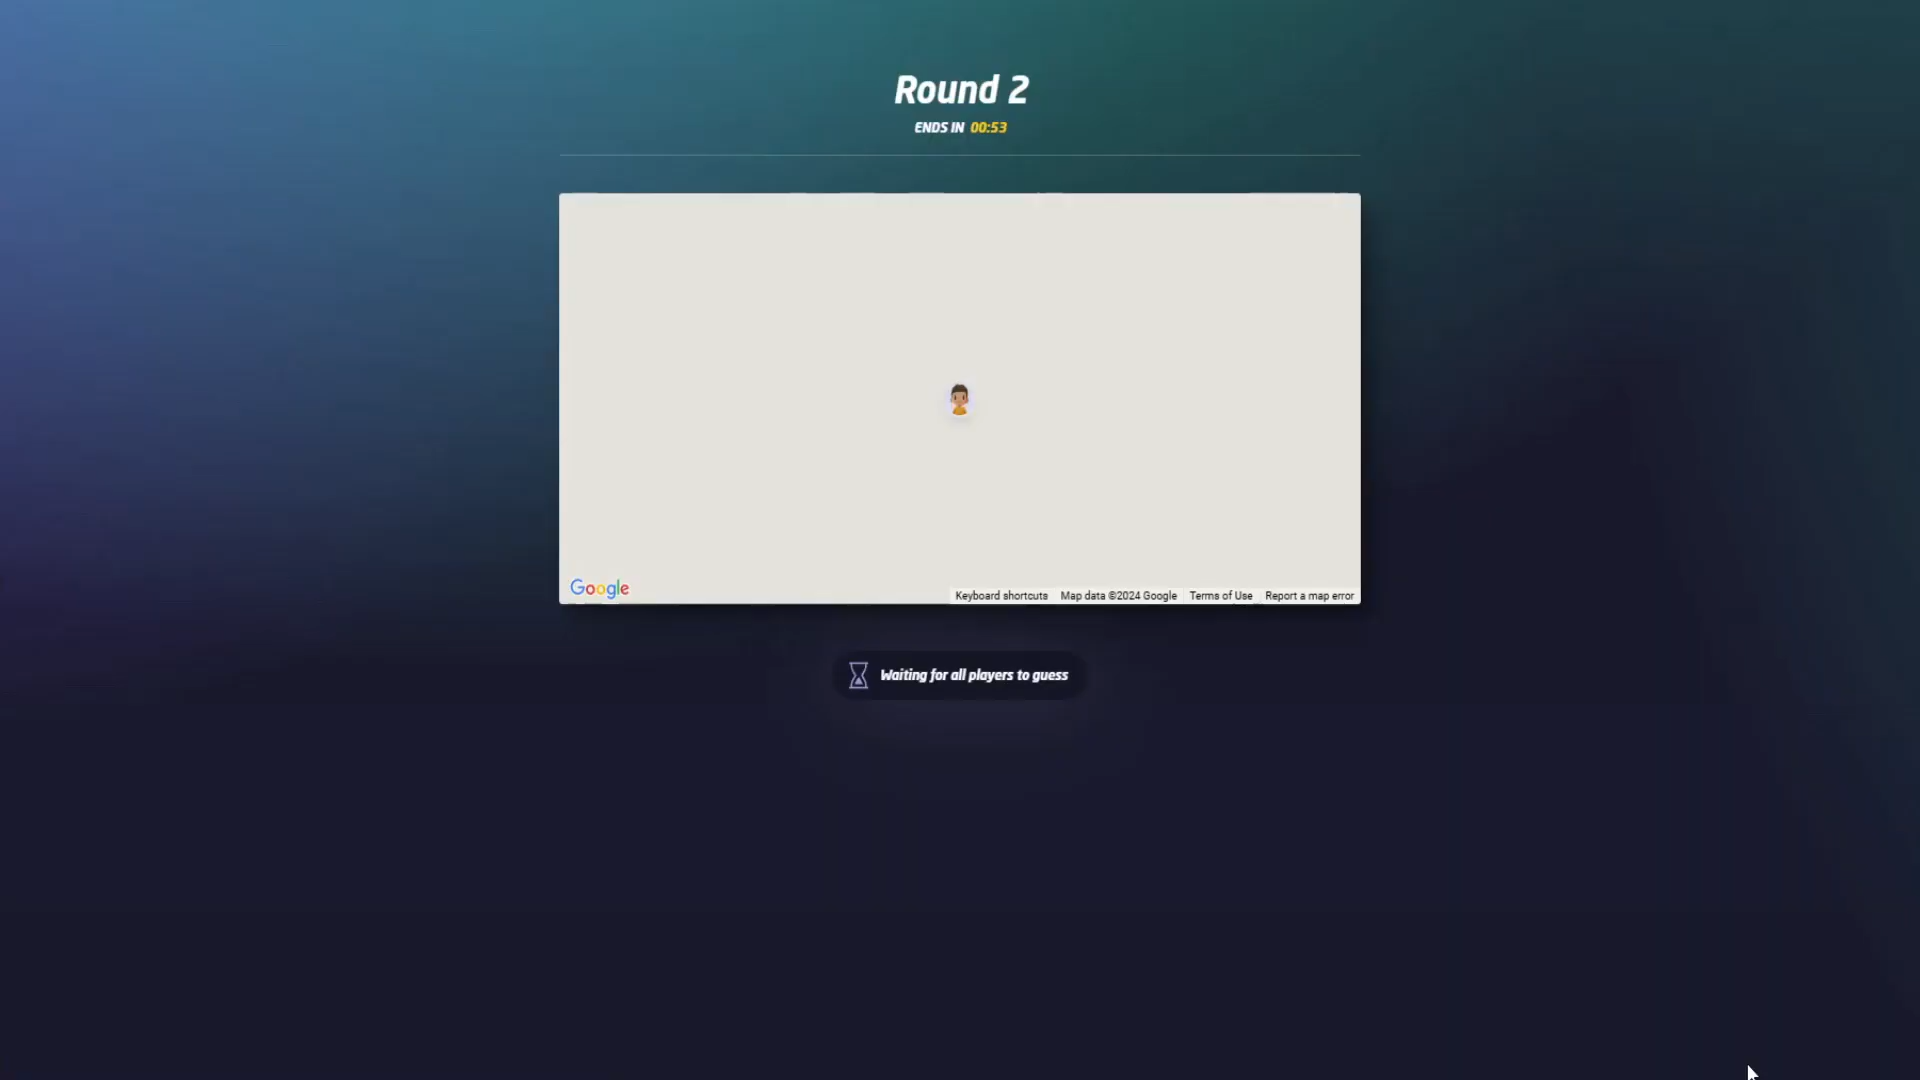 Round 2
ENDS IN 00:53
Google
Keyboard shortcuts Map data ©2024 Google Terms of Use Report a map error
Waiting for all players to guess